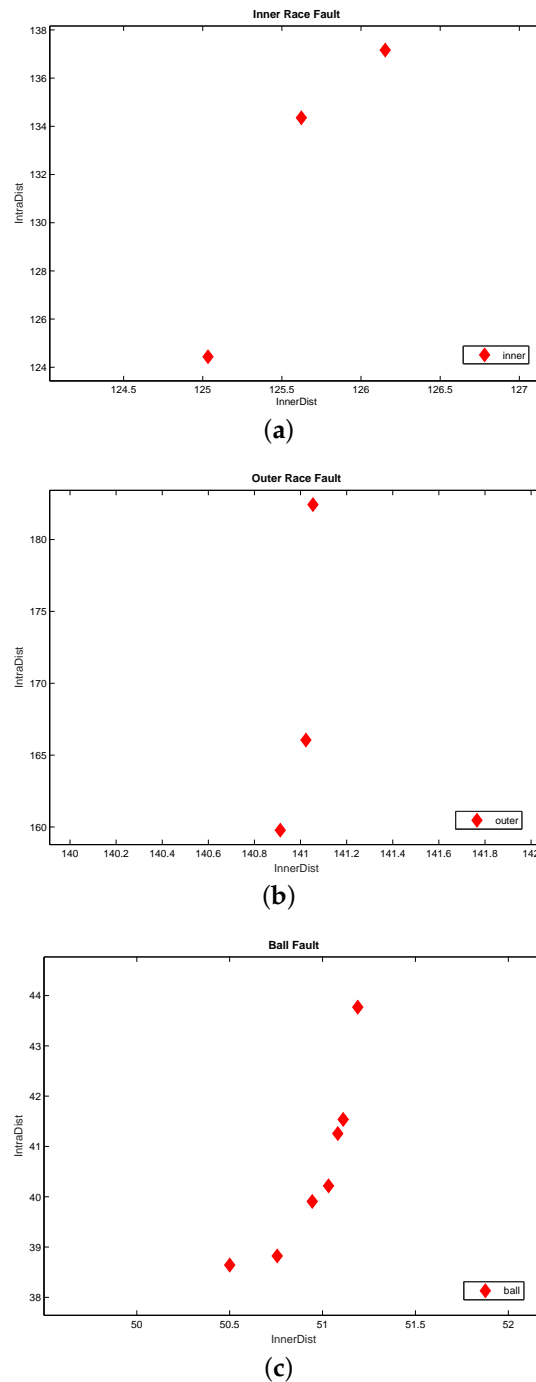 Inner Race Fault
138
136
134
132
130
128
126
124
IntraDist
inner
124.5 125 125.5 126 126.5 127
InnerDist
(a)
Outer Race Fault
180
175
170
165
160
IntraDist
outer
140 140.2 140.4 140.6 140.8 141 141.2 141.4 141.6 141.8 142
InnerDist
(b)
Ball Fault
44
43
42
41
40
39
38
IntraDist
ball
50 50.5 51 51.5 52
InnerDist
(c)